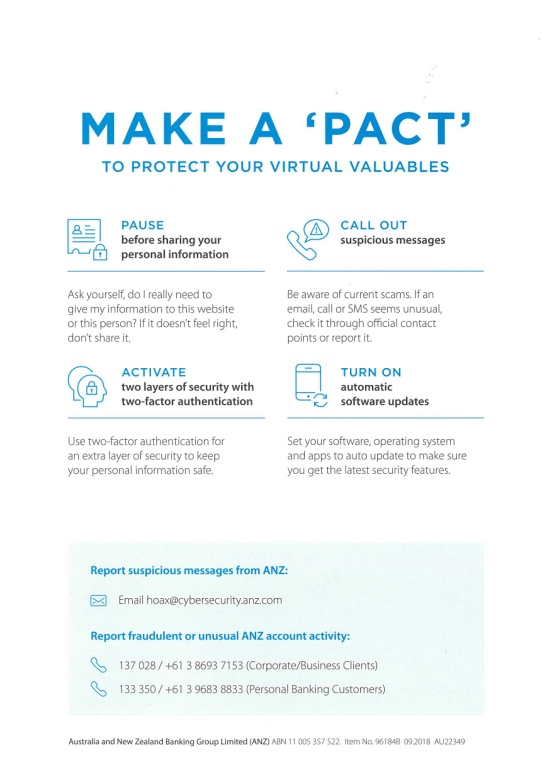 MAKE A ‘PACT’
TO PROTECT YOUR VIRTUAL VALUABLES
PAUSE
before sharing your
personal information
Ask yourself, do I really need to
give my information to this website
or this person? If it doesn't feel right,
don't share it.
CALL OUT
suspicious messages
Be aware of current scams. If an
email, call or SMS seems unusual,
check it through official contact
points or report it.
ACTIVATE
two layers of security with
two-factor authentication
Use two-factor authentication for
an extra layer of security to keep
your personal information safe.
TURN ON
automatic
software updates
Set your software, operating system
and apps to auto update to make sure
you get the latest security features.
Report suspicious messages from ANZ:
Email hoax@cybersecurity.anz.com
Report fraudulent or unusual ANZ account activity:
137 028 / +61 3 8693 7153 (Corporate/Business Clients)
133 350 / +61 3 9683 8833 (Personal Banking Customers)
Australia and New Zealand Banking Group Limited (ANZ) ABN 11 005 357 522. Item No. 96184B 09.2018 AU22349